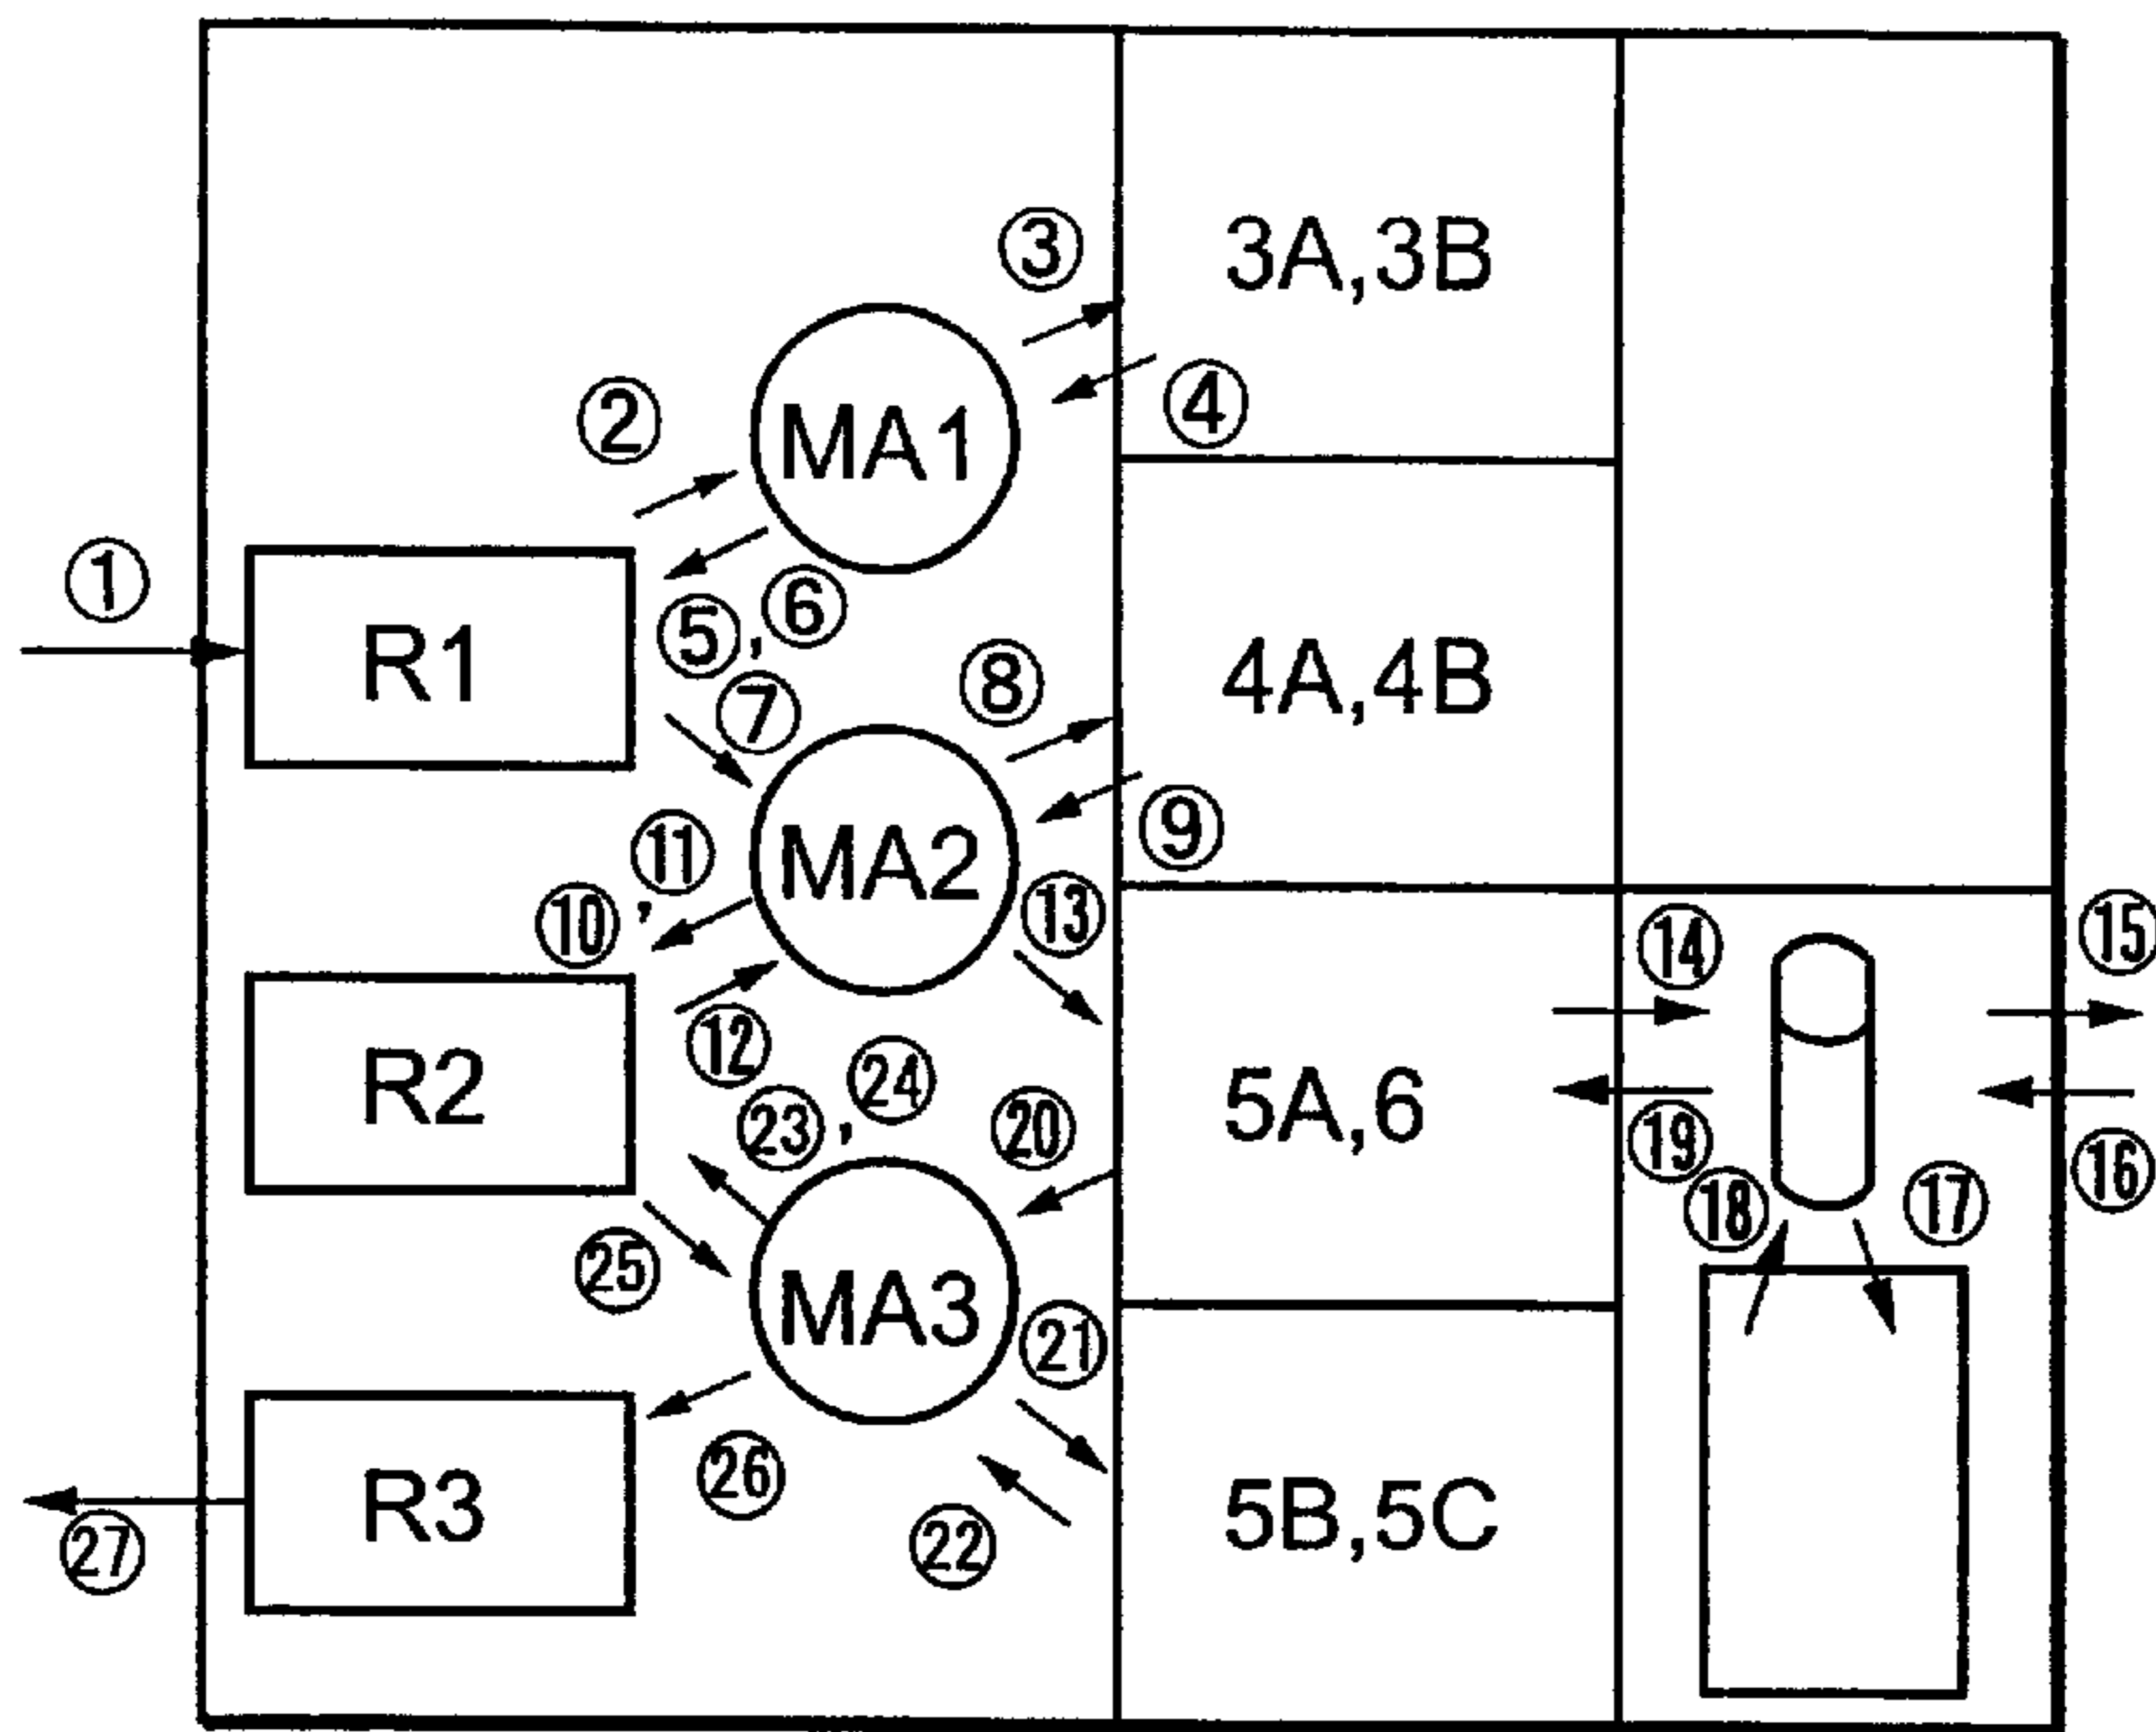 ③
3A,3B
②
MA1
④
①
⑤,⑥
R1
⑦
⑧
4A,4B
⑪
MA2
⑨
⑩,
⑬
⑭
⑮
R2
⑫
㉔
㉓,
⑳
5A,6
⑲
⑯
⑱
⑰
㉕
MA3
㉑
R3
㉖
5B,5C
㉗
㉒